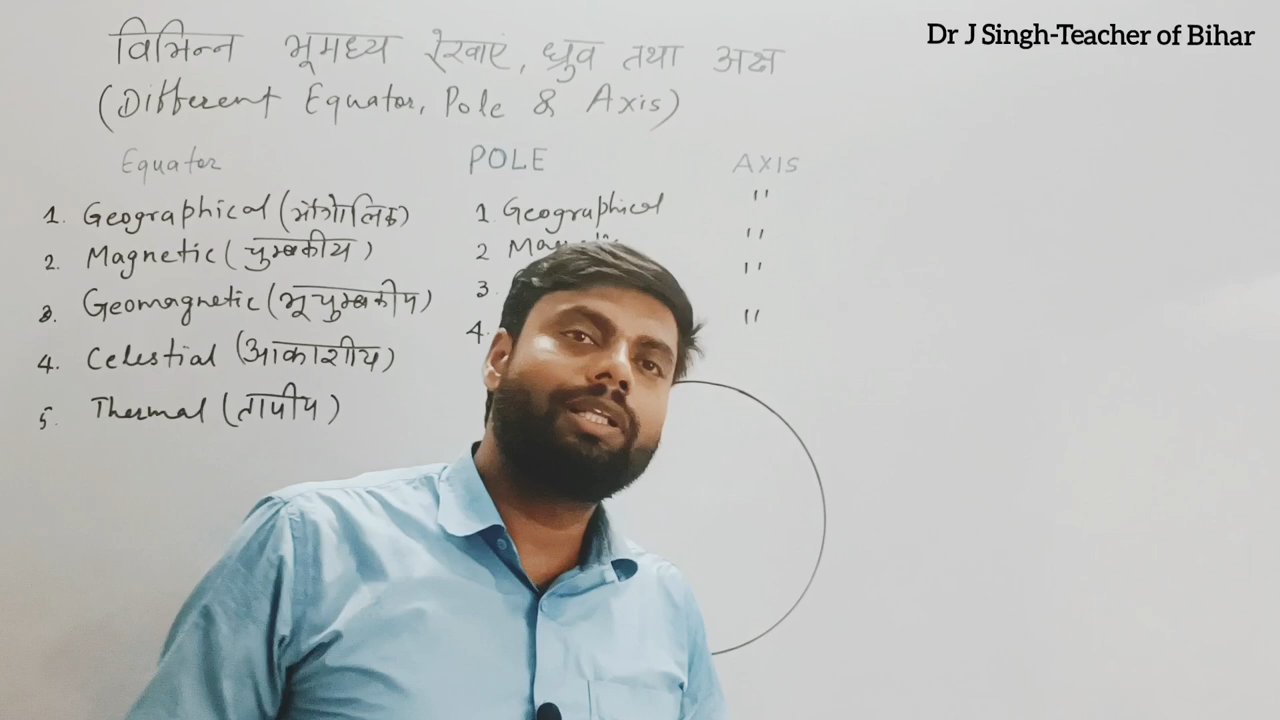 Dr J Singh-Teacher of Bihar
विभिन्न भूमध्य रेखाएं, ध्रुव तथा अक्ष
(Different Equator, Pole & Axis)
Equator POLE AXIS
1. Geographical (भौगोलिक) 1. Geographical "
2. Magnetic (चुम्बकीय) 2 "
3. Geomagnetic (भू चुम्बकीय) 3. "
4. Celestial (आकाशीय) 4. "
5. Thermal (तापीय)